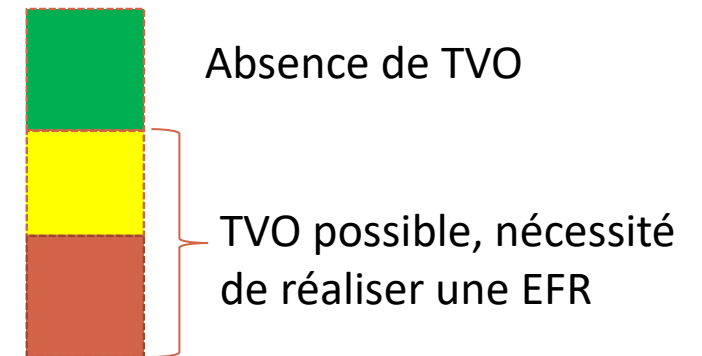 Absence de TVO
TVO possible, nécessité
de réaliser une EFR